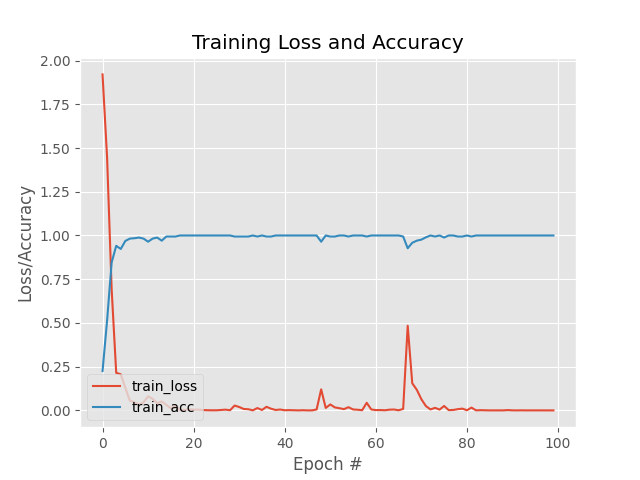 Training Loss and Accuracy
2.00
1.75
1.50
1.25
1.00
0.75
0.50
0.25
0.00
Loss/Accuracy
train_loss
train_acc
0 20 40 60 80 100
Epoch #